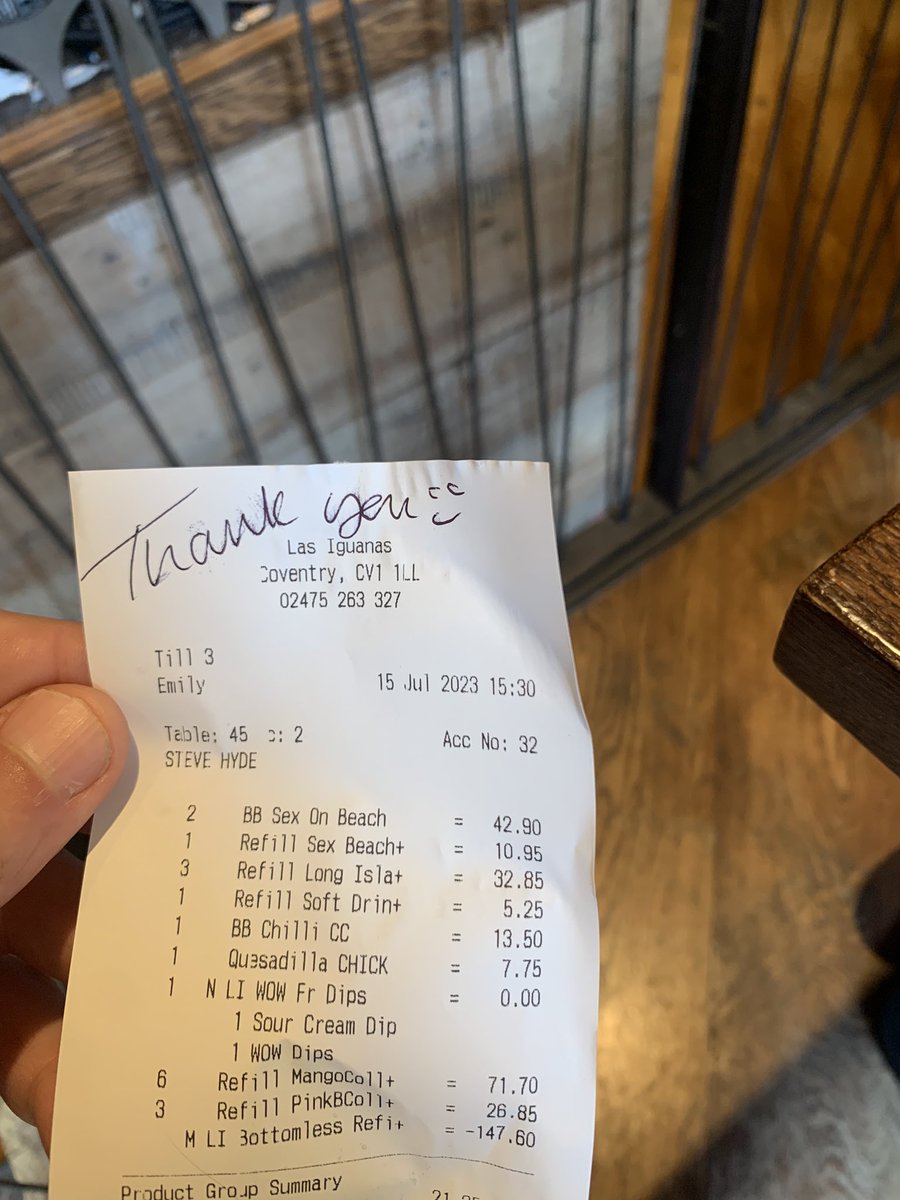 Thank you
Las Iguanas
Coventry, CV1 1LL
02475 263 327
Till 3
Emily 15 Jul 2023 15:30
Table: 45 c: 2 Acc No: 32
STEVE HYDE
2 BB Sex On Beach = 42.90
1 Refill Sex Beach+ = 10.95
3 Refill Long Isla+ = 32.85
1 Refill Soft Drin+ = 5.25
1 BB Chilli CC = 13.50
1 Quesadilla CHICK = 7.75
1 N LI WOW Fr Dips = 0.00
1 Sour Cream Dip
1 WOW Dips
6 Refill MangoColl+ = 71.70
3 Refill PinkBColl+ = 26.85
M LI Bottomless Refi+ = -147.60
Product Group Summary